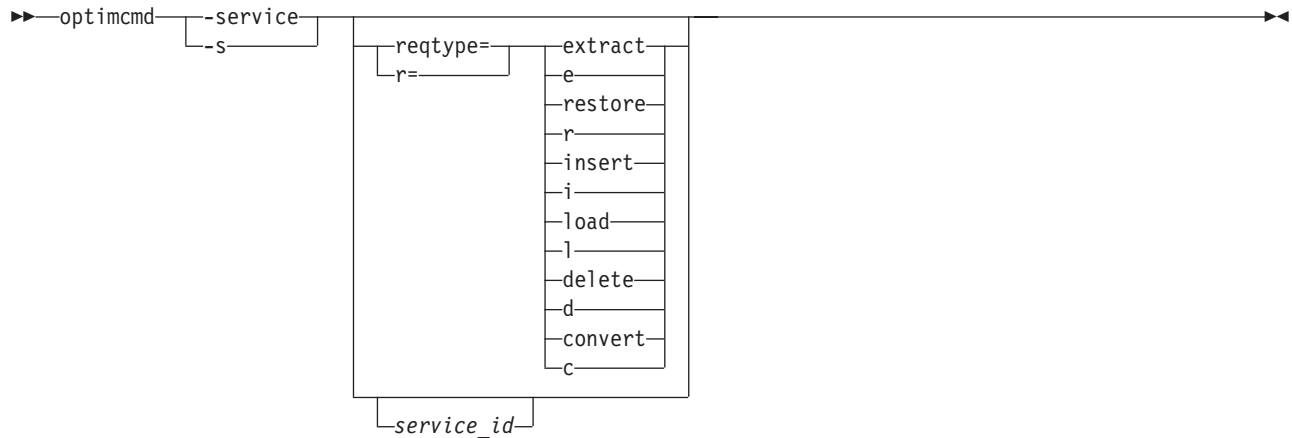 optimcmd -service
-s
reqtype= extract
r= e
restore
r
insert
i
load
l
delete
d
convert
c
service_id